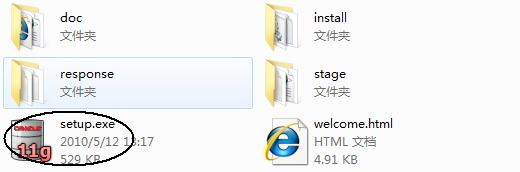 doc
文件夹
install
文件夹
response
文件夹
stage
文件夹
ORACLE
11g
setup.exe
2010/5/12 13:17
529 KB
welcome.html
HTML 文档
4.91 KB